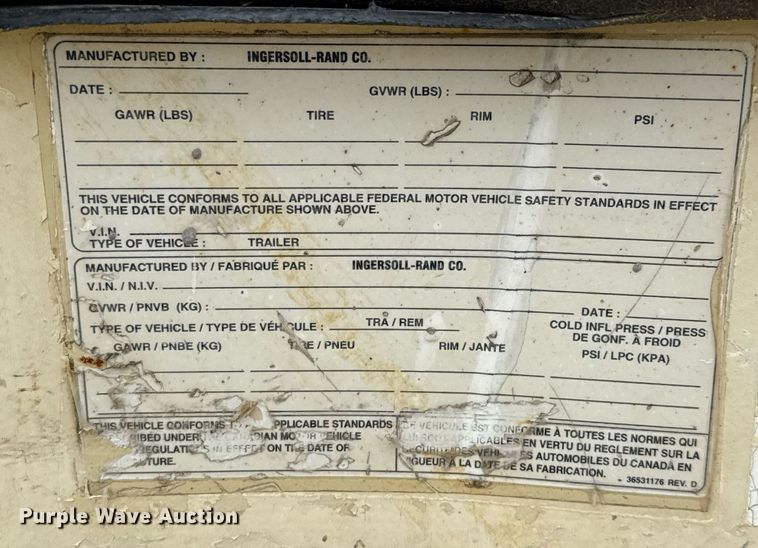 MANUFACTURED BY : INGERSOLL-RAND CO.
DATE : GVWR (LBS) :
GAWR (LBS) TIRE RIM PSI
THIS VEHICLE CONFORMS TO ALL APPLICABLE FEDERAL MOTOR VEHICLE SAFETY STANDARDS IN EFFECT
ON THE DATE OF MANUFACTURE SHOWN ABOVE.
V.I.N.
TYPE OF VEHICLE : TRAILER
MANUFACTURED BY / FABRIQUÉ PAR : INGERSOLL-RAND CO.
V.I.N. / N.I.V.
GVWR / PNVB (KG) : DATE :
TYPE OF VEHICLE / TYPE DE VÉHICULE : TRA / REM COLD INFL PRESS / PRESS
DE GONF. À FROID
GAWR / PNBE (KG) TIRE / PNEU RIM / JANTE PSI / LPC (KPA)
THIS VEHICLE CONFORMS PPLICABLE STANDARDS
RIBED UNDER CANADIAN MOTOR VEHICLE
REGULATIONS IN EFFECT ON THE DATE OF
TURE.
VÉHICULE EST CONFORME À TOUTES LES NORMES QUI
APPLICABLES EN VERTU DU REGLEMENT SUR LA
VÉHICULES AUTOMOBILES DU CANADA EN
VIGUEUR À LA DATE DE SA FABRICATION.
36531176 REV. D
Purple Wave Auction